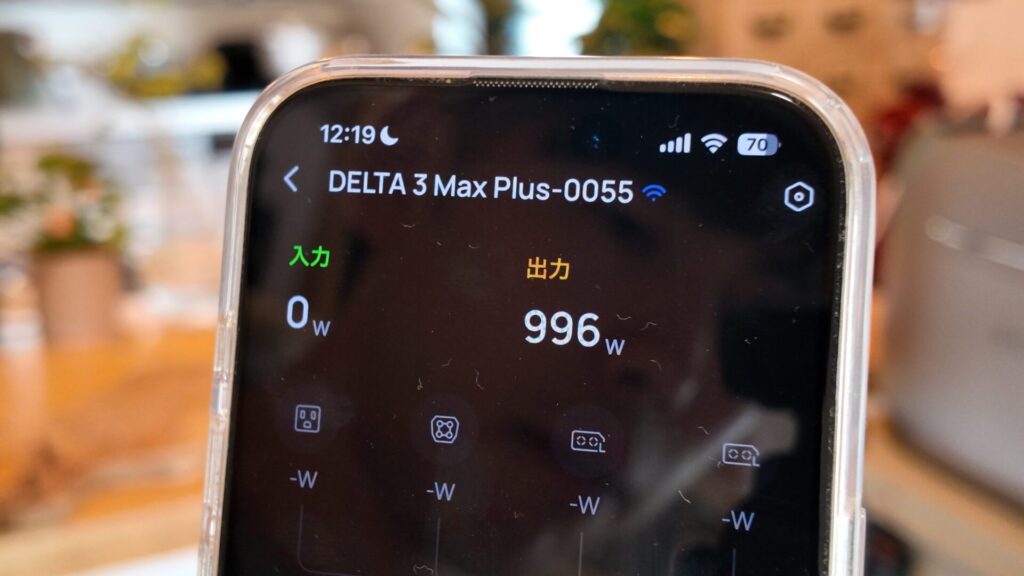 12:19
70
DELTA 3 Max Plus-0055
入力
出力
0W
996W
-W
-W
-W
-W